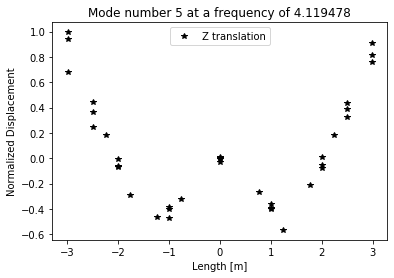 Mode number 5 at a frequency of 4.119478
Z translation
Normalized Displacement
1.0
0.8
0.6
0.4
0.2
0.0
−0.2
−0.4
−0.6
−3 −2 −1 0 1 2 3
Length [m]